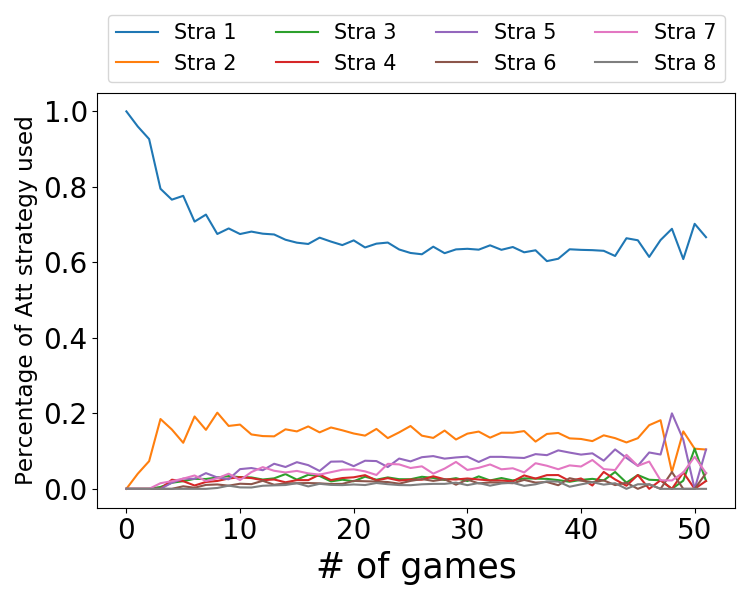 Stra 1 Stra 3 Stra 5 Stra 7
Stra 2 Stra 4 Stra 6 Stra 8
Percentage of Att strategy used
1.0
0.8
0.6
0.4
0.2
0.0
0 10 20 30 40 50
# of games